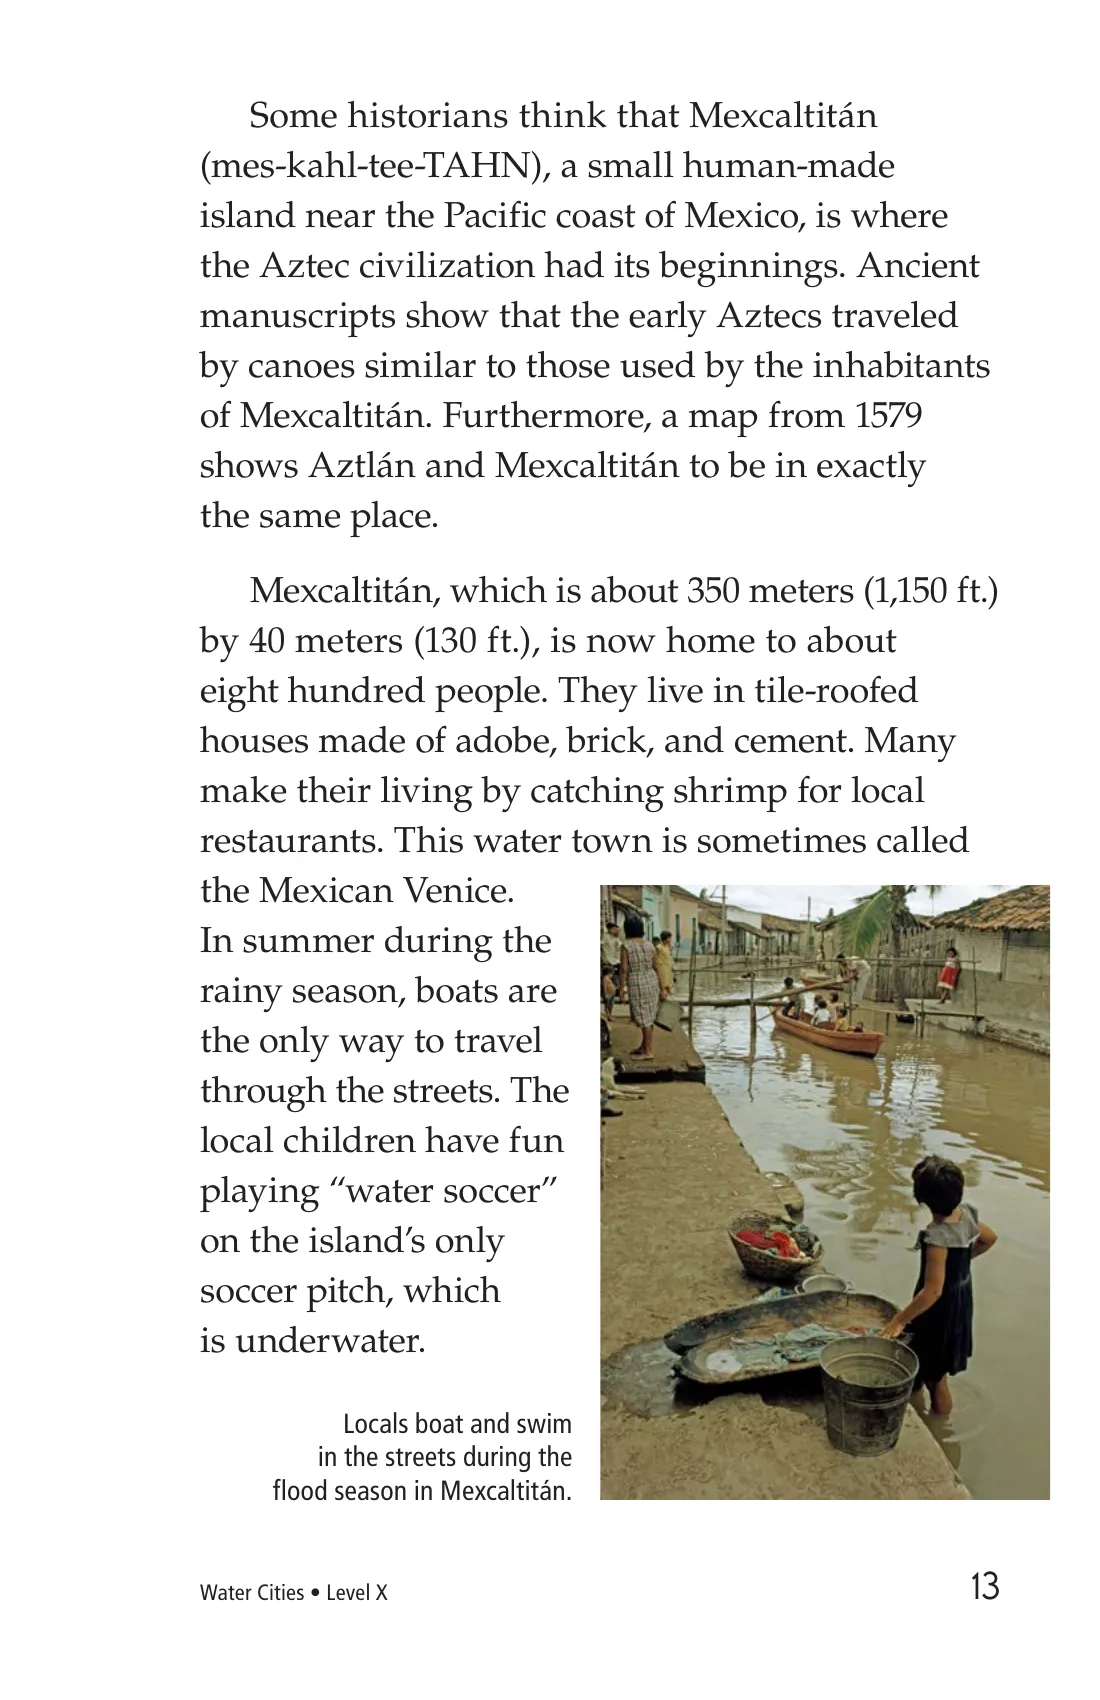 Some historians think that Mexcaltitán
(mes-kahl-tee-TAHN), a small human-made
island near the Pacific coast of Mexico, is where
the Aztec civilization had its beginnings. Ancient
manuscripts show that the early Aztecs traveled
by canoes similar to those used by the inhabitants
of Mexcaltitán. Furthermore, a map from 1579
shows Aztlán and Mexcaltitán to be in exactly
the same place.
Mexcaltitán, which is about 350 meters (1,150 ft.)
by 40 meters (130 ft.), is now home to about
eight hundred people. They live in tile-roofed
houses made of adobe, brick, and cement. Many
make their living by catching shrimp for local
restaurants. This water town is sometimes called
the Mexican Venice.
In summer during the
rainy season, boats are
the only way to travel
through the streets. The
local children have fun
playing “water soccer”
on the island’s only
soccer pitch, which
is underwater.
Locals boat and swim
in the streets during the
flood season in Mexcaltitán.
Water Cities • Level X
13